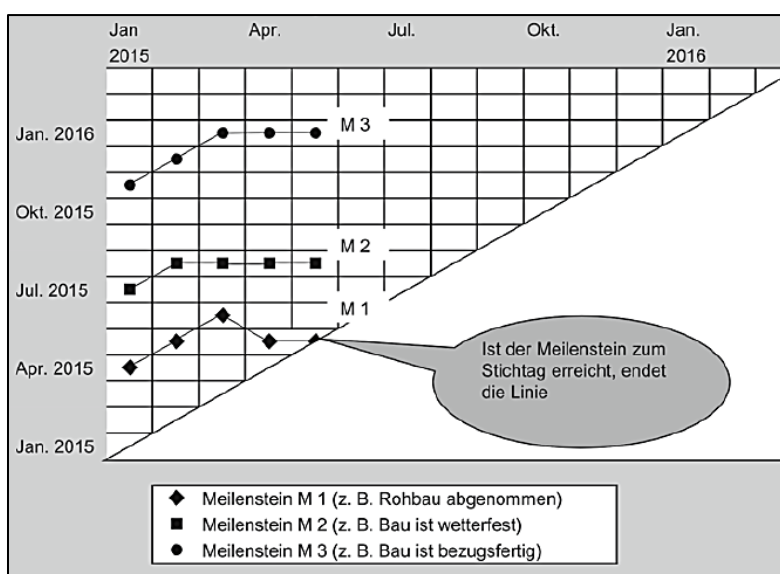 Jan Apr. Jul. Okt. Jan.
2015 2016
Jan. 2016
M 3
Okt. 2015
M 2
Jul. 2015
M 1
Ist der Meilenstein zum
Stichtag erreicht, endet
die Linie
Apr. 2015
Jan. 2015
Meilenstein M 1 (z. B. Rohbau abgenommen)
Meilenstein M 2 (z. B. Bau ist wetterfest)
Meilenstein M 3 (z. B. Bau ist bezugsfertig)